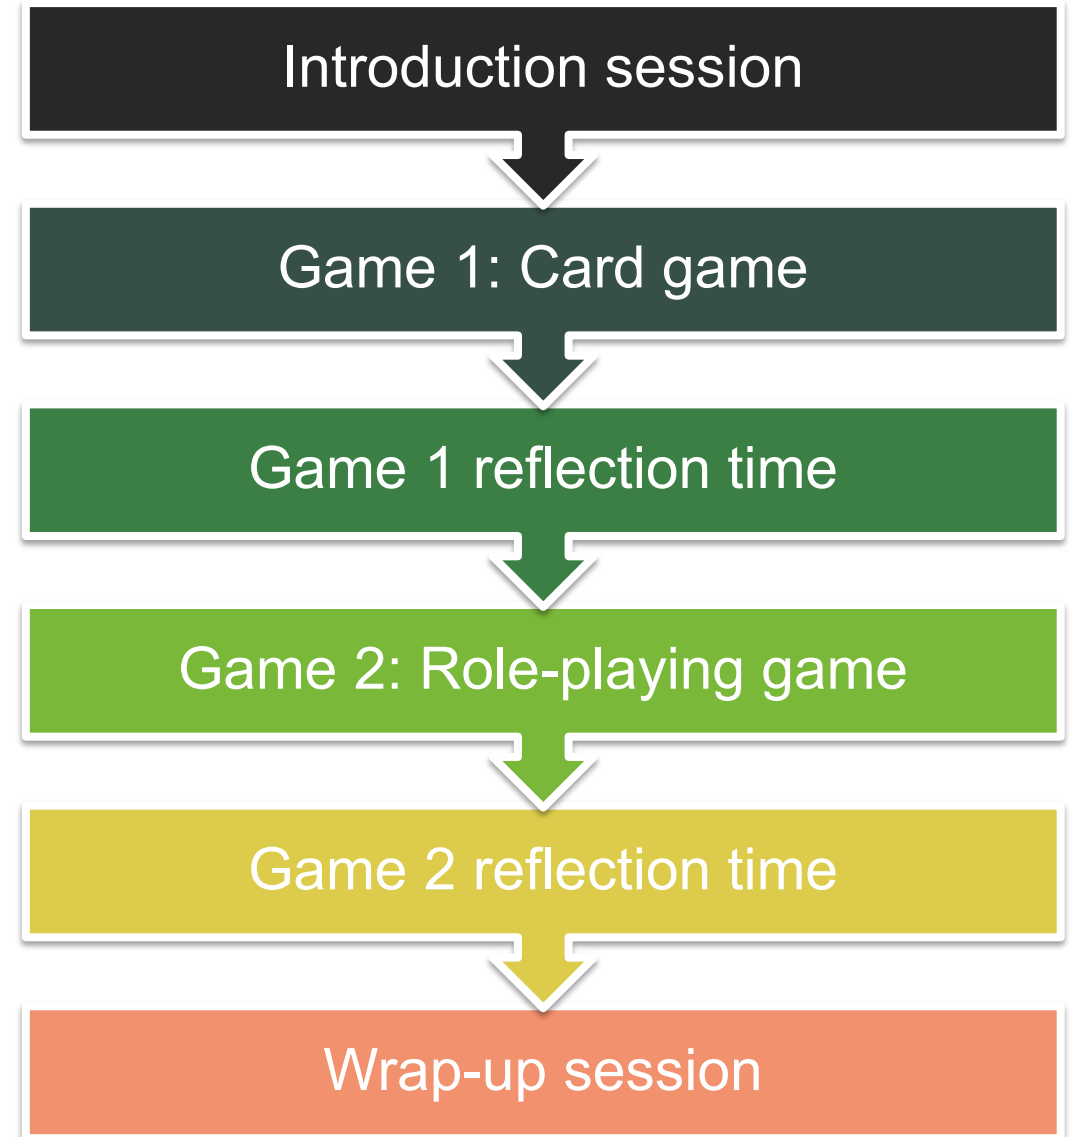 Introduction session
Game 1: Card game
Game 1 reflection time
Game 2: Role-playing game
Game 2 reflection time
Wrap-up session